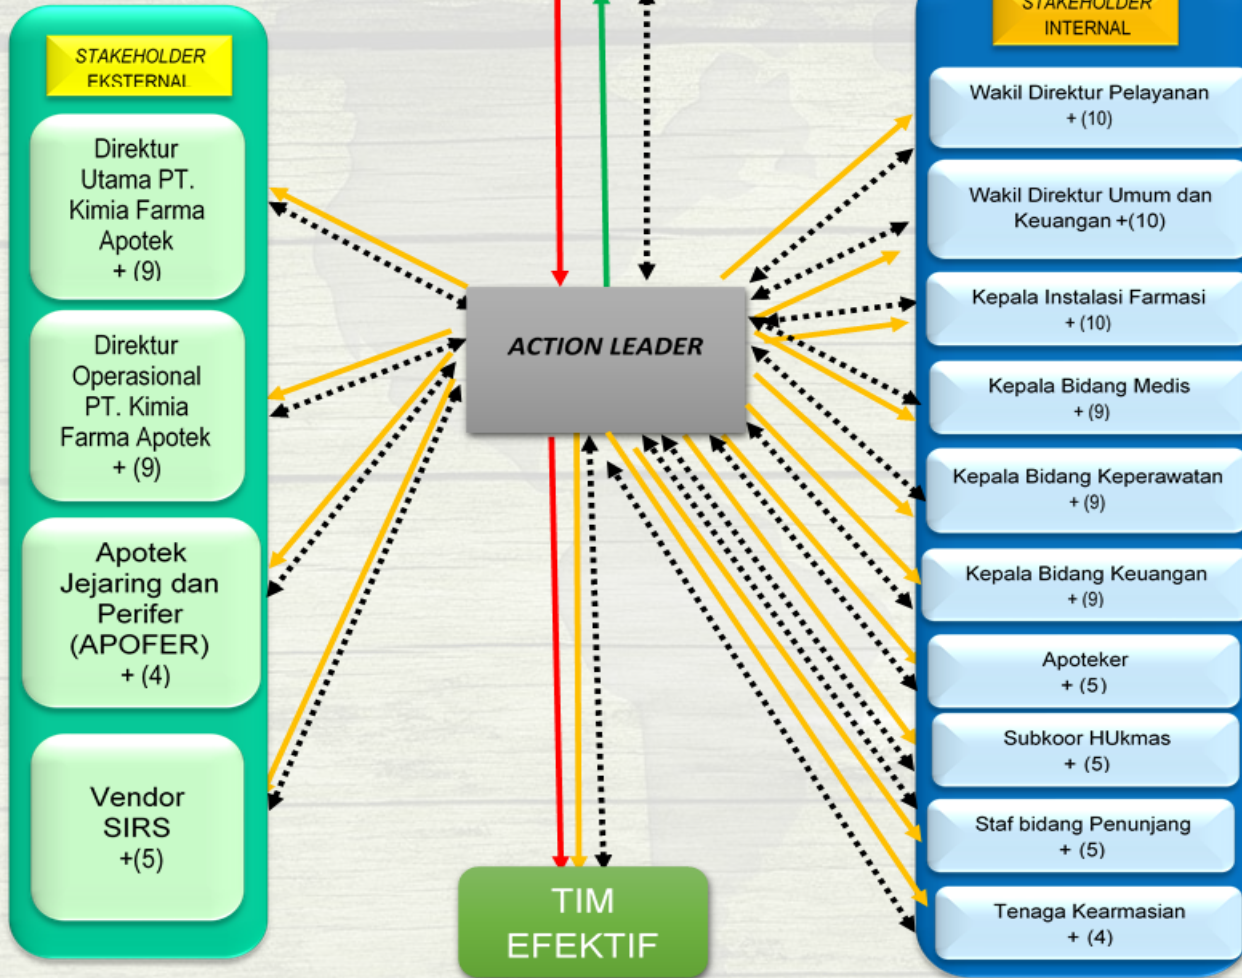 STAKEHOLDER
EKSTERNAL
Direktur
Utama PT.
Kimia Farma
Apotek
+ (9)
Direktur
Operasional
PT. Kimia
Farma Apotek
+ (9)
Apotek
Jejaring dan
Perifer
(APOFER)
+ (4)
Vendor
SIRS
+(5)
ACTION LEADER
TIM
EFEKTIF
STAKEHOLDER
INTERNAL
Wakil Direktur Pelayanan
+ (10)
Wakil Direktur Umum dan
Keuangan +(10)
Kepala Instalasi Farmasi
+ (10)
Kepala Bidang Medis
+ (9)
Kepala Bidang Keperawatan
+ (9)
Kepala Bidang Keuangan
+ (9)
Apoteker
+ (5)
Subkoor HUkmas
+ (5)
Staf bidang Penunjang
+ (5)
Tenaga Kearmasian
+ (4)